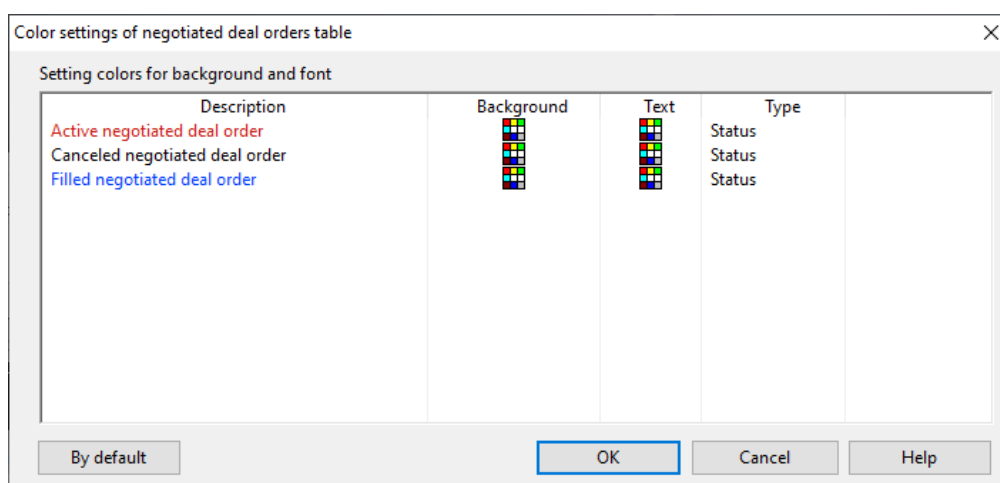 Color settings of negotiated deal orders table
Setting colors for background and font
Description Background Text Type
Active negotiated deal order Status
Canceled negotiated deal order Status
Filled negotiated deal order Status
By default OK Cancel Help